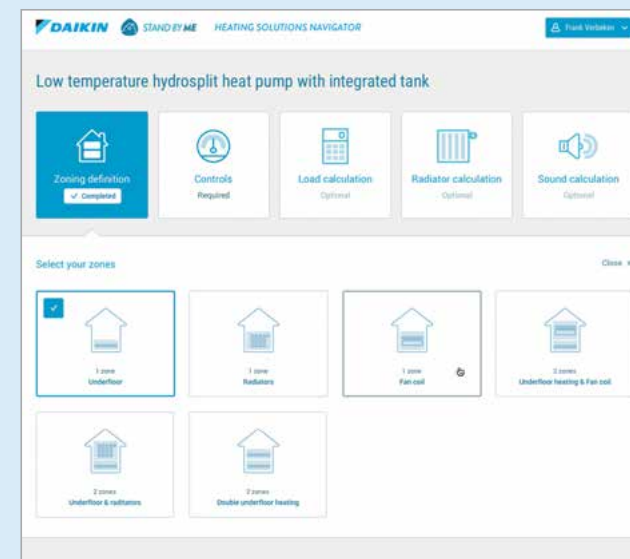 DAIKIN STAND BY ME HEATING SOLUTIONS NAVIGATOR
Frank Verbaken
Low temperature hydrosplit heat pump with integrated tank
Zoning definition
Completed
Controls
Required
Load calculation
Optional
Radiator calculation
Optional
Sound calculation
Optional
Select your zones
Close
1 zone
Underfloor
1 zone
Radiators
1 zone
Fan coil
2 zones
Underfloor heating & Fan coil
2 zones
Underfloor & raditators
2 zones
Double underfloor heating